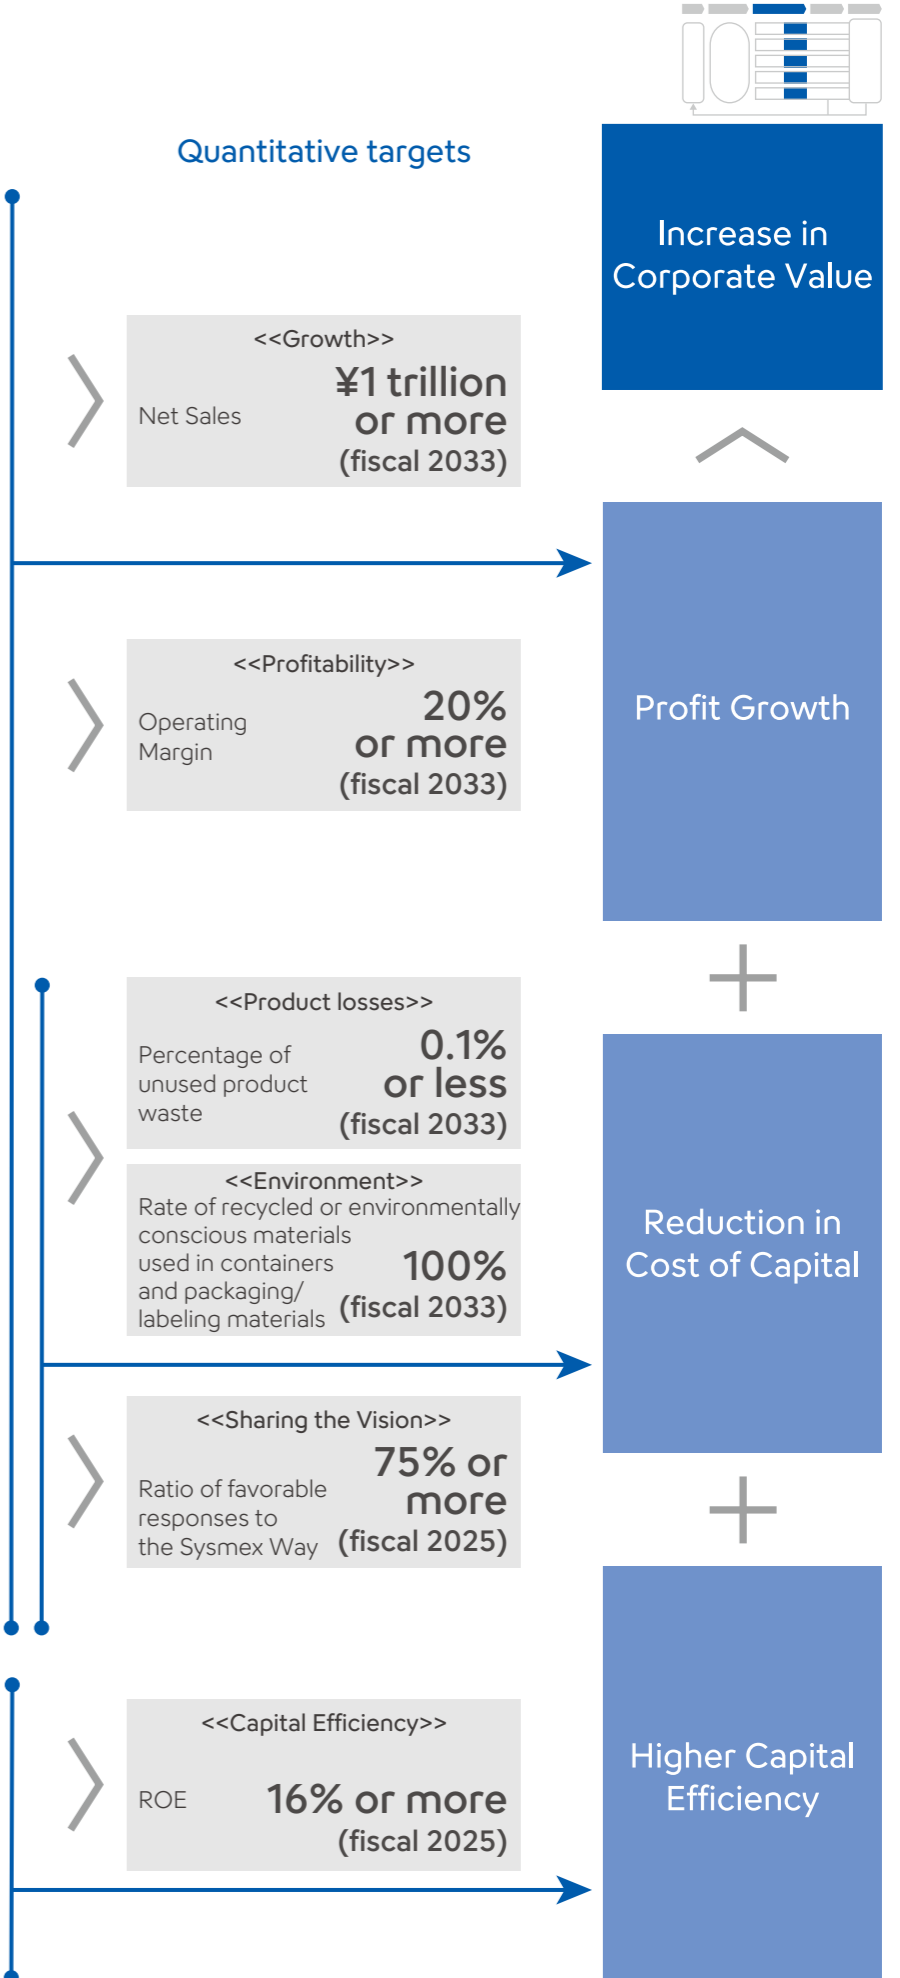 Quantitative targets
Increase in
Corporate Value
<<Growth>>
Net Sales
¥1 trillion
or more
(fiscal 2033)
<<Profitability>>
Operating
Margin
20%
or more
(fiscal 2033)
Profit Growth
<<Product losses>>
Percentage of
unused product
waste
0.1%
or less
(fiscal 2033)
<<Environment>>
Rate of recycled or environmentally
conscious materials
used in containers
and packaging/
labeling materials
100%
(fiscal 2033)
Reduction in
Cost of Capital
<<Sharing the Vision>>
Ratio of favorable
responses to
the Sysmex Way
75% or
more
(fiscal 2025)
<<Capital Efficiency>>
ROE
16% or more
(fiscal 2025)
Higher Capital
Efficiency